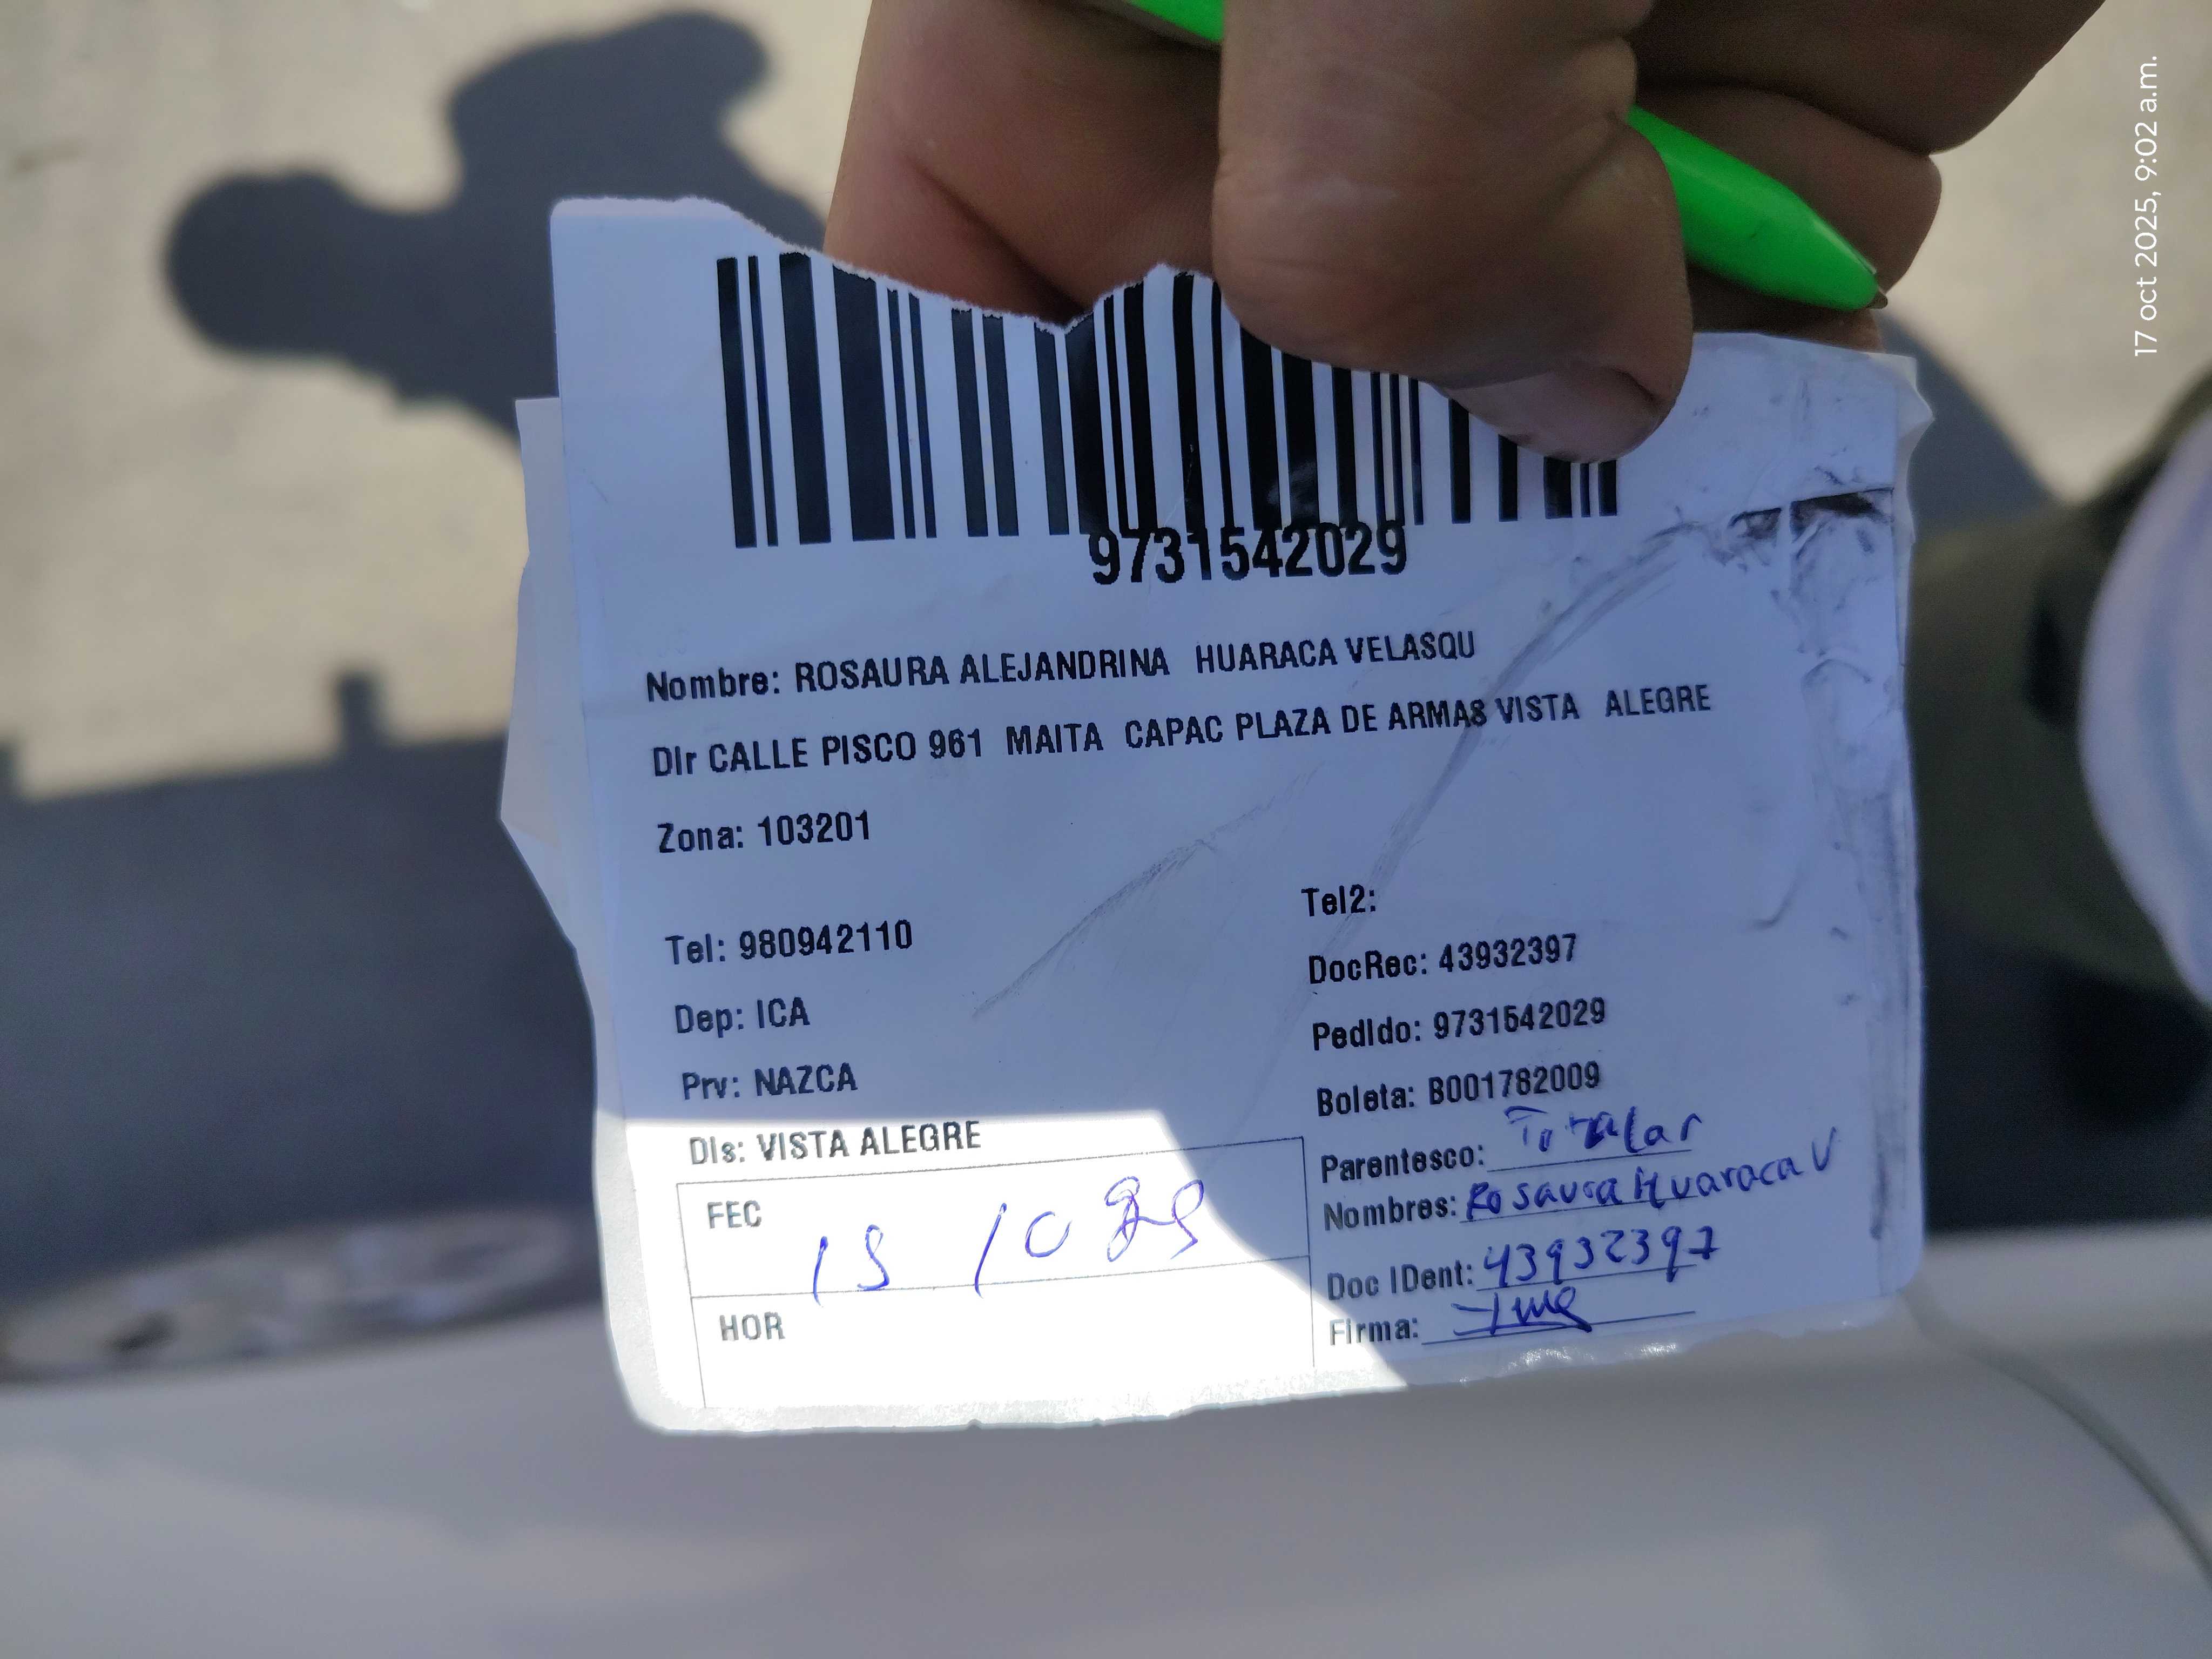 9731542029
Nombre: ROSAURA ALEJANDRINA HUARACA VELASQU
Dir CALLE PISCO 961 MAITA CAPAC PLAZA DE ARMAS VISTA ALEGRE
Zona: 103201
Tel2:
Tel: 980942110
DocRec: 43932397
Dep: ICA
Pedido: 9731542029
Prv: NAZCA
Boleta: B001782009
Dis: VISTA ALEGRE
Parentesco: Titular
FEC
Nombres: Rosaura Huaraca V
Doc IDent: 43932397
HOR
Firma:
17 oct 2025, 9:02 a.m.